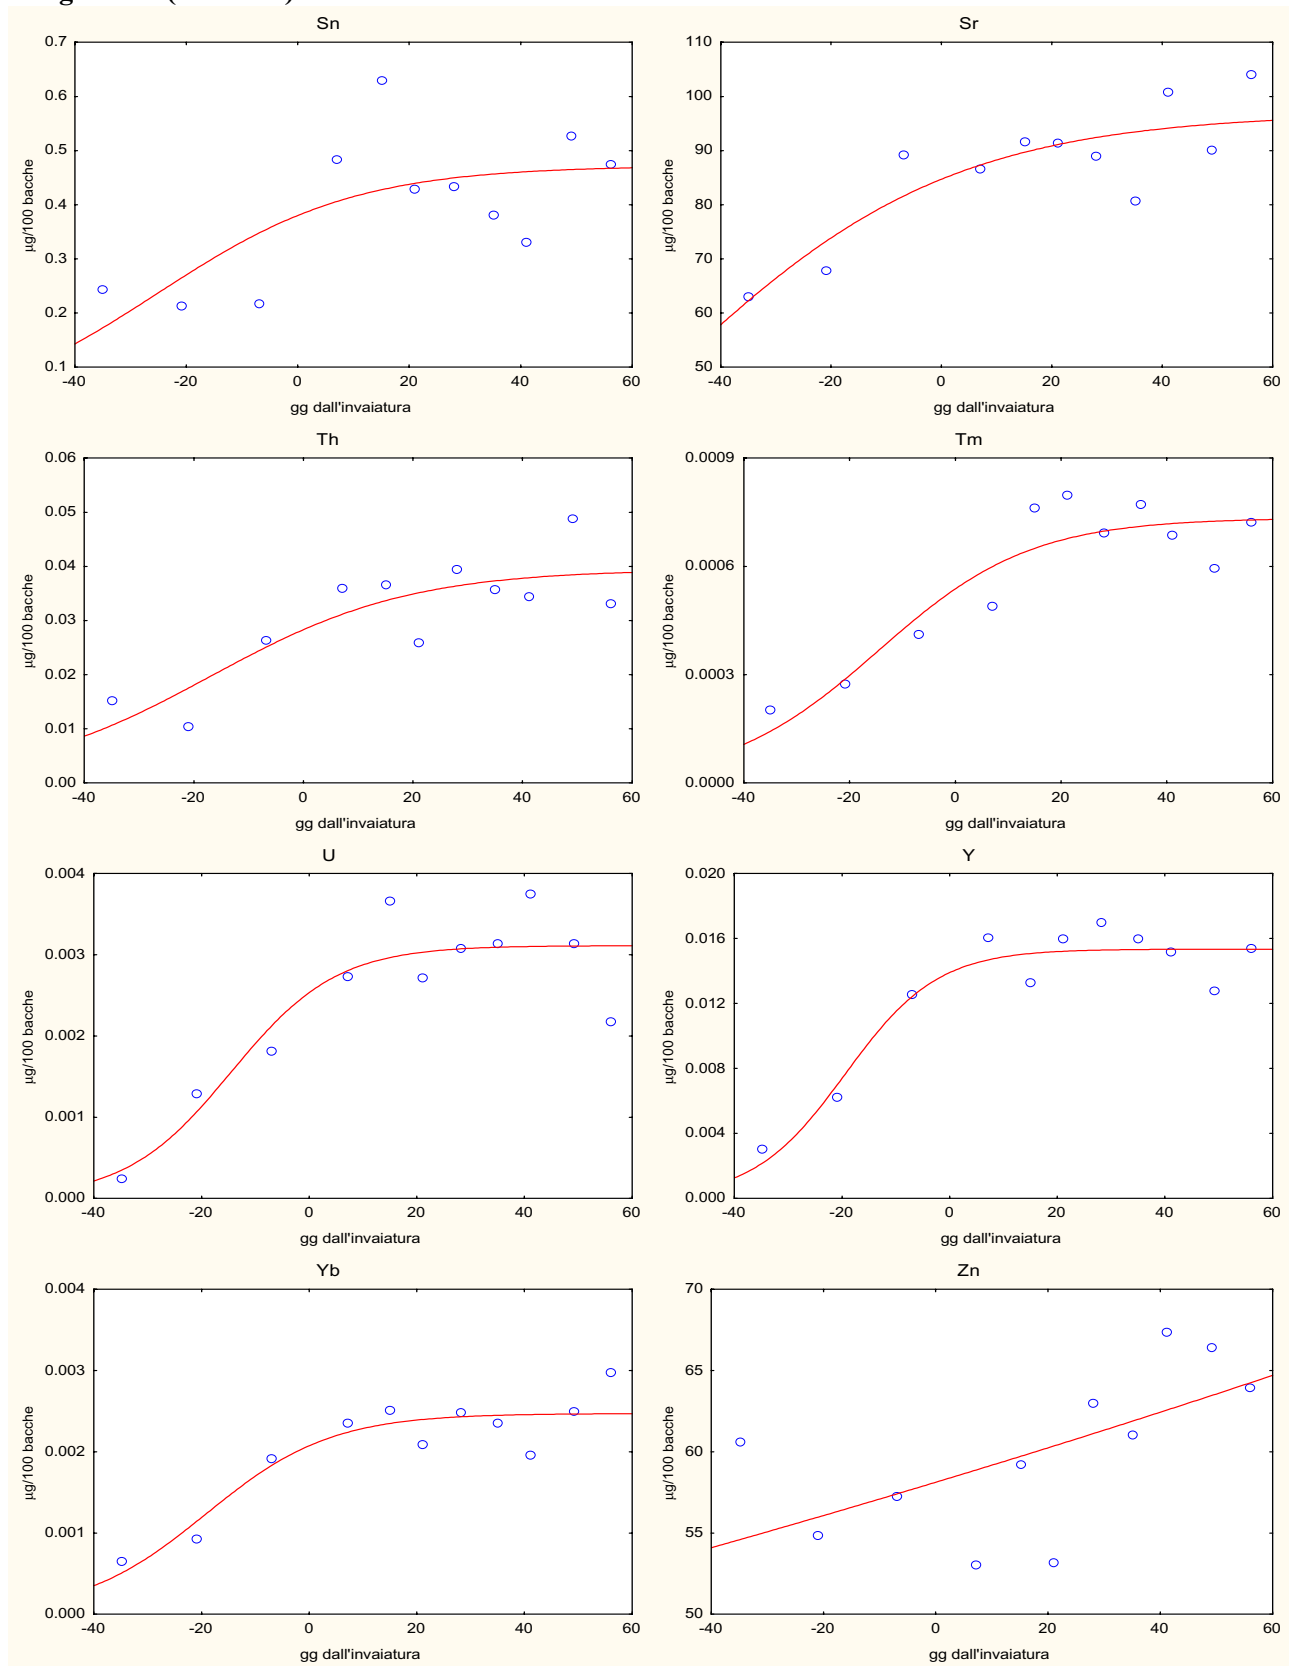 Sn
0.7
0.6
0.5
0.4
0.3
0.2
0.1
µg/100 bacche
-40 -20 0 20 40 60
gg dall'invaiatura
Sr
110
100
90
80
70
60
50
µg/100 bacche
-40 -20 0 20 40 60
gg dall'invaiatura
Th
0.06
0.05
0.04
0.03
0.02
0.01
0.00
µg/100 bacche
-40 -20 0 20 40 60
gg dall'invaiatura
Tm
0.0009
0.0006
0.0003
0.0000
µg/100 bacche
-40 -20 0 20 40 60
gg dall'invaiatura
U
0.004
0.003
0.002
0.001
0.000
µg/100 bacche
-40 -20 0 20 40 60
gg dall'invaiatura
Y
0.020
0.016
0.012
0.008
0.004
0.000
µg/100 bacche
-40 -20 0 20 40 60
gg dall'invaiatura
Yb
0.004
0.003
0.002
0.001
0.000
µg/100 bacche
-40 -20 0 20 40 60
gg dall'invaiatura
Zn
70
65
60
55
50
µg/100 bacche
-40 -20 0 20 40 60
gg dall'invaiatura